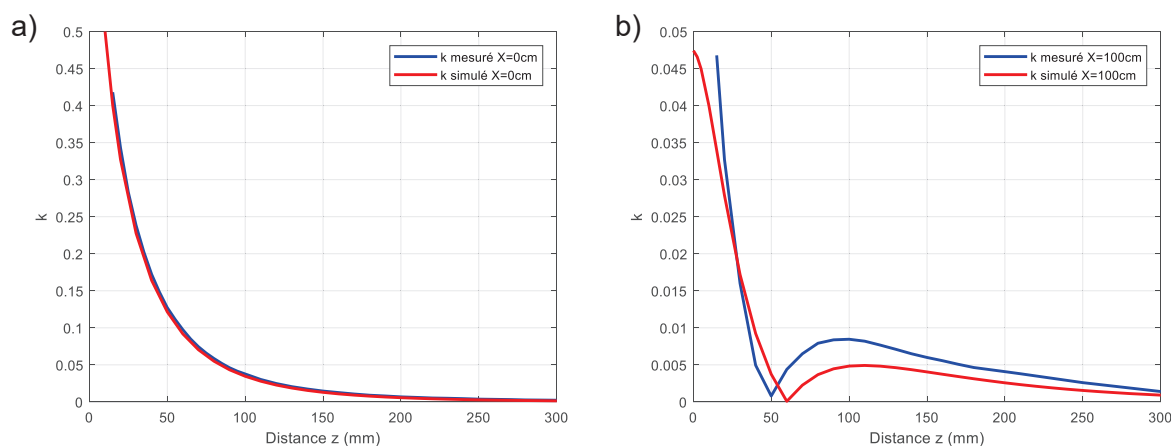 a)
0.5
0.45
0.4
0.35
0.3
0.25
0.2
0.15
0.1
0.05
0
k
0 50 100 150 200 250 300
Distance z (mm)
k mesuré X=0cm
k simulé X=0cm
b)
0.05
0.045
0.04
0.035
0.03
0.025
0.02
0.015
0.01
0.005
0
k
0 50 100 150 200 250 300
Distance z (mm)
k mesuré X=100cm
k simulé X=100cm